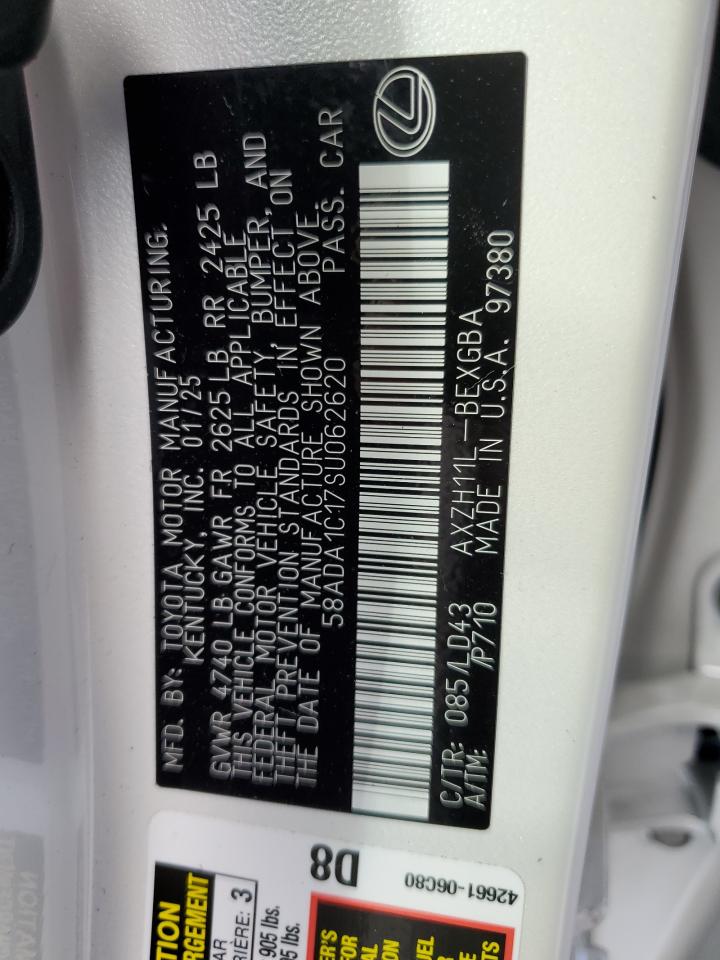 MFD. BY: TOYOTA MOTOR MANUFACTURING,
KENTUCKY, INC. 01/25
GVWR 4740 LB GAWR FR 2625 LB RR 2425 LB
THIS VEHICLE CONFORMS TO ALL APPLICABLE
FEDERAL MOTOR VEHICLE SAFETY, BUMPER, AND
THEFT PREVENTION STANDARDS IN EFFECT ON
THE DATE OF MANUFACTURE SHOWN ABOVE.
58ADA1C17SU062620 PASS. CAR
C/TR: 085/LD43 AXZH11L-BEXGBA
A/TM: /P710 MADE IN U.S.A. 97380
D8
42661-06C80
3
905 lbs.